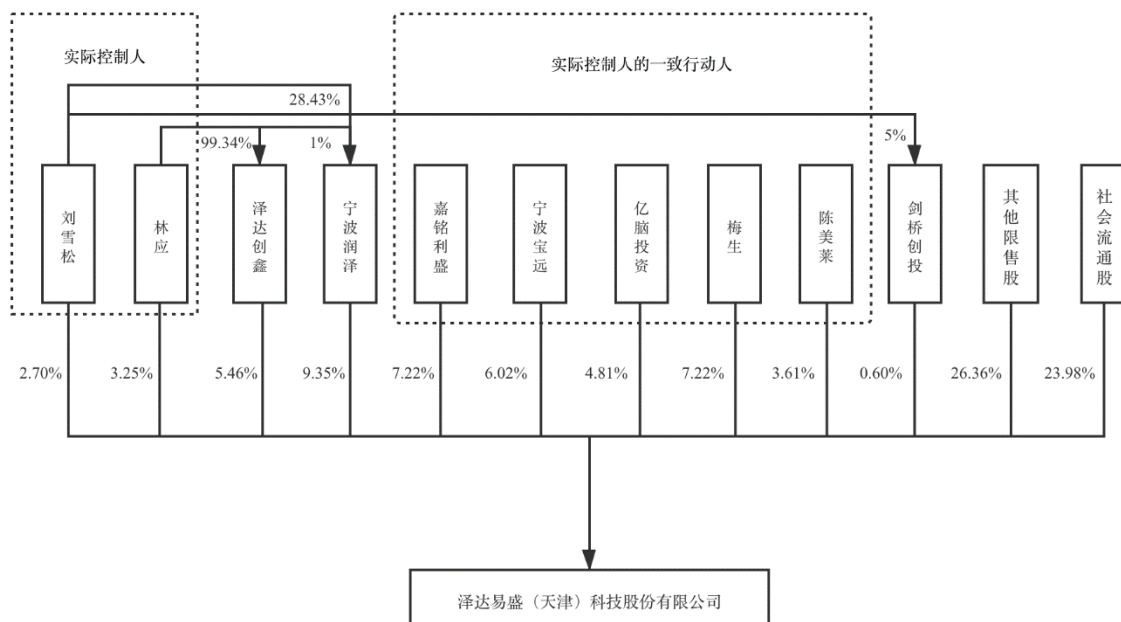 实际控制人
实际控制人的一致行动人
28.43%
99.34%
1%
5%
刘雪松
林应
泽达创鑫
宁波润泽
嘉铭利盛
宁波宝远
亿脑投资
梅生
陈美莱
剑桥创投
其他限售股
社会流通股
2.70%
3.25%
5.46%
9.35%
7.22%
6.02%
4.81%
7.22%
3.61%
0.60%
26.36%
23.98%
泽达易盛（天津）科技股份有限公司